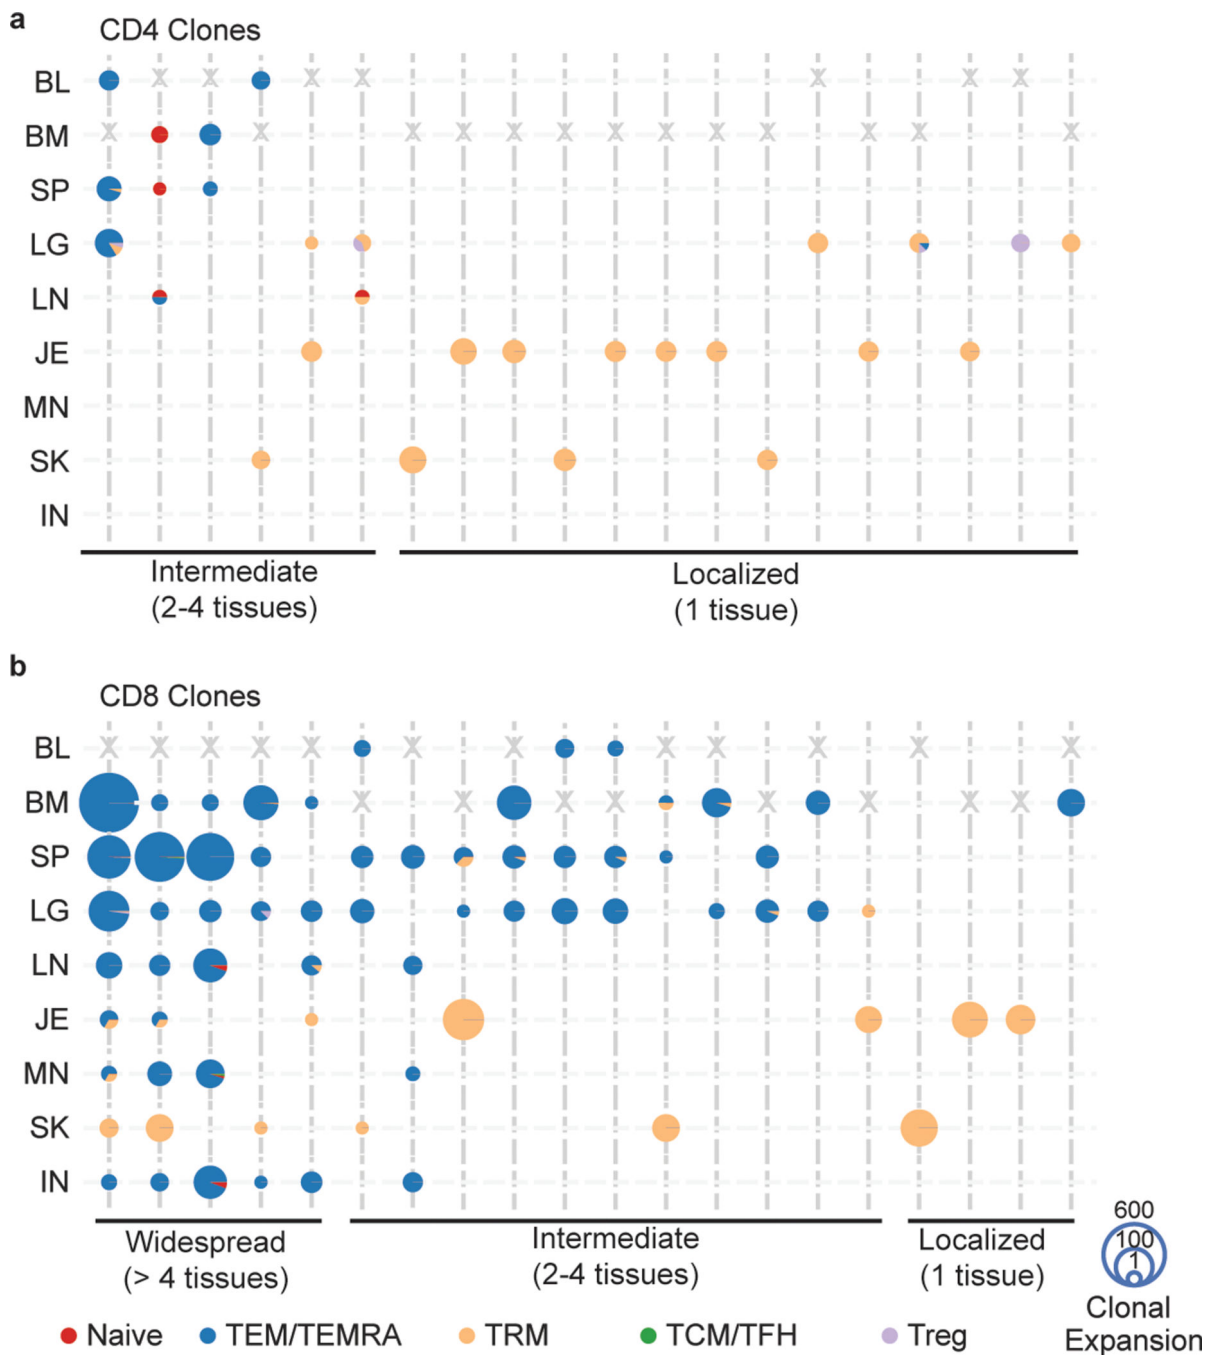 a
CD4 Clones
BL
BM
SP
LG
LN
JE
MN
SK
IN
Intermediate
(2-4 tissues)
Localized
(1 tissue)
b
CD8 Clones
BL
BM
SP
LG
LN
JE
MN
SK
IN
Widespread
(> 4 tissues)
Intermediate
(2-4 tissues)
Localized
(1 tissue)
600
100
1
Clonal
Expansion
Naive
TEM/TEMRA
TRM
TCM/TFH
Treg